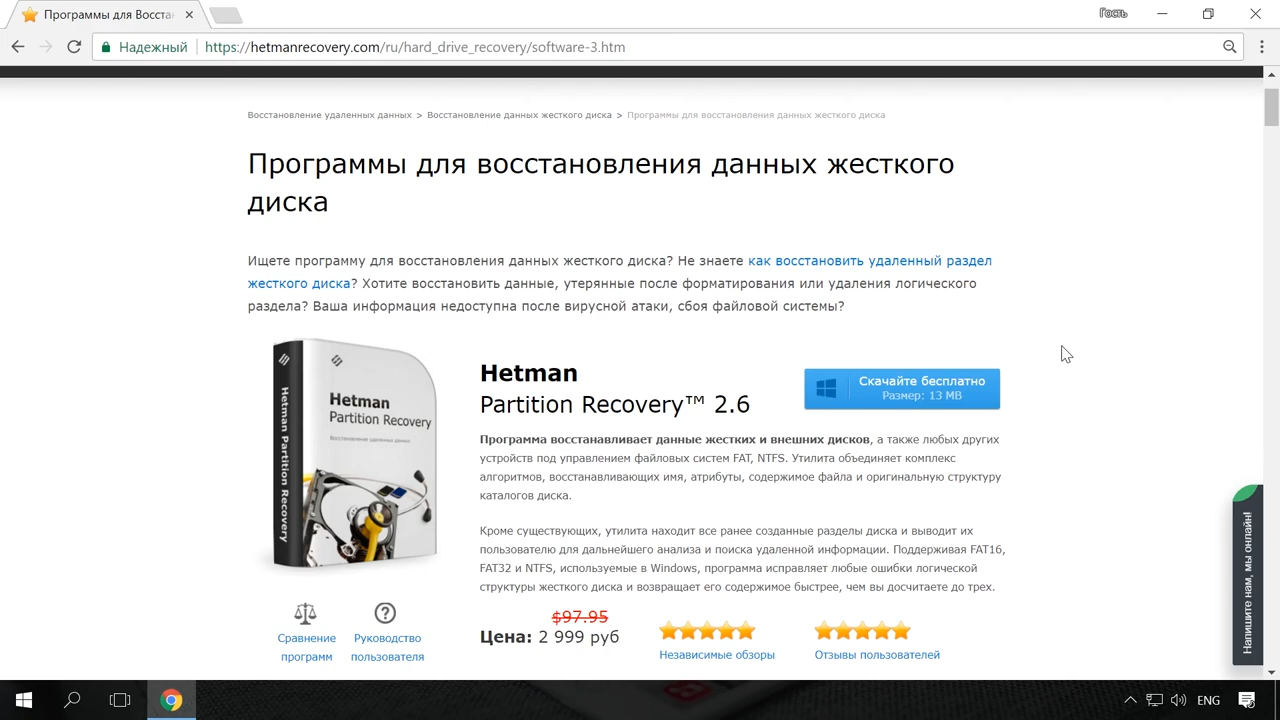 Программы для Восста
Гость
Надежный
https://hetmanrecovery.com/ru/hard_drive_recovery/software-3.htm
Восстановление удаленных данных > Восстановление данных жесткого диска > Программы для восстановления данных жесткого диска
Программы для восстановления данных жесткого
диска
Ищете программу для восстановления данных жесткого диска? Не знаете как восстановить удаленный раздел
жесткого диска? Хотите восстановить данные, утерянные после форматирования или удаления логического
раздела? Ваша информация недоступна после вирусной атаки, сбоя файловой системы?
Hetman
Partition Recovery
Восстановление удаленных данных
Hetman Partition Recovery
Hetman
Partition Recovery™ 2.6
Скачайте бесплатно
Размер: 13 MB
Программа восстанавливает данные жестких и внешних дисков, а также любых других
устройств под управлением файловых систем FAT, NTFS. Утилита объединяет комплекс
алгоритмов, восстанавливающих имя, атрибуты, содержимое файла и оригинальную структуру
каталогов диска.
Кроме существующих, утилита находит все ранее созданные разделы диска и выводит их
пользователю для дальнейшего анализа и поиска удаленной информации. Поддерживая FAT16,
FAT32 и NTFS, используемые в Windows, программа исправляет любые ошибки логической
структуры жесткого диска и возвращает его содержимое быстрее, чем вы досчитаете до трех.
$97.95
Цена: 2 999 руб
Независимые обзоры
Отзывы пользователей
Сравнение
программ
Руководство
пользователя
Напишите нам, мы онлайн!
ENG